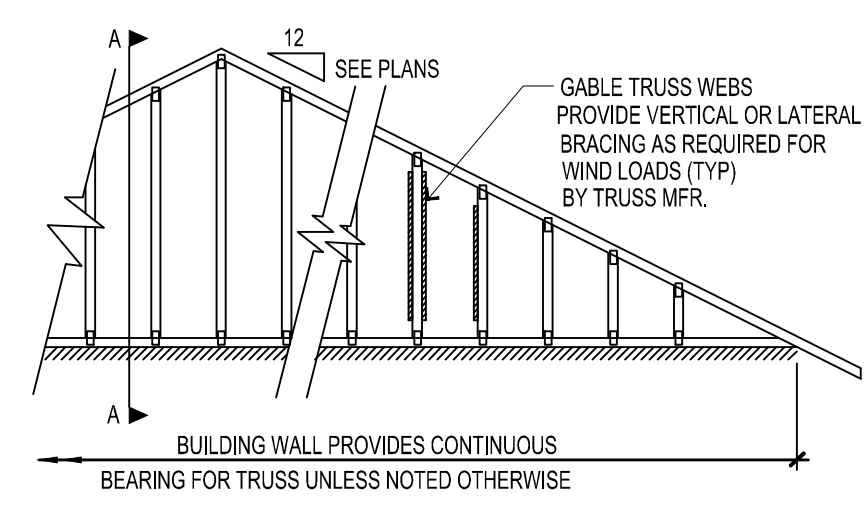 A
12
SEE PLANS
GABLE TRUSS WEBS
PROVIDE VERTICAL OR LATERAL
BRACING AS REQUIRED FOR
WIND LOADS (TYP)
BY TRUSS MFR.
A
BUILDING WALL PROVIDES CONTINUOUS
BEARING FOR TRUSS UNLESS NOTED OTHERWISE